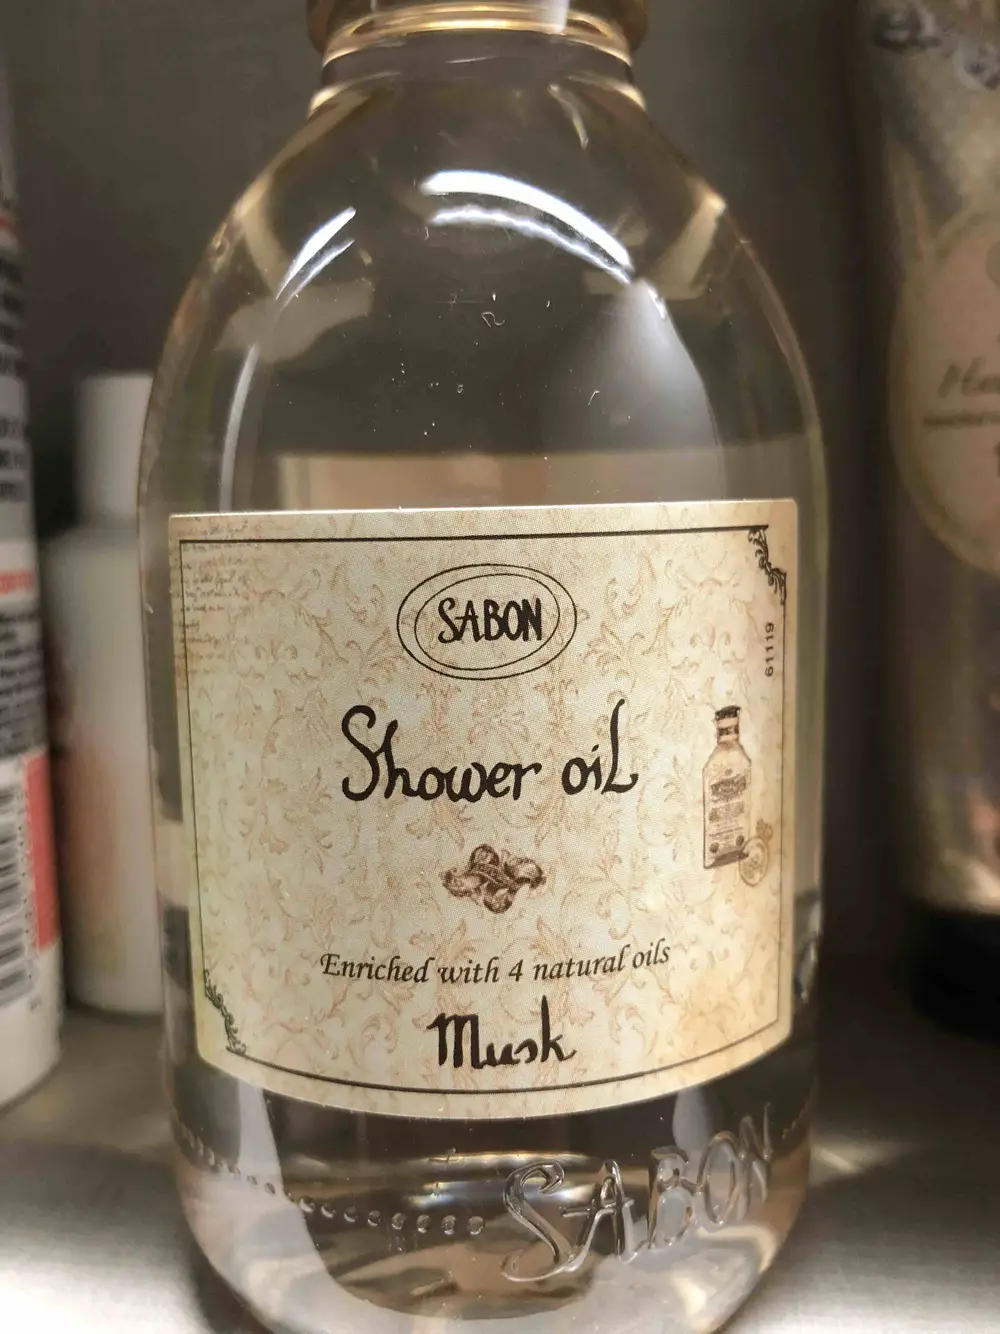 SABON
61119
Shower oil
Enriched with 4 natural oils
Musk
SABON